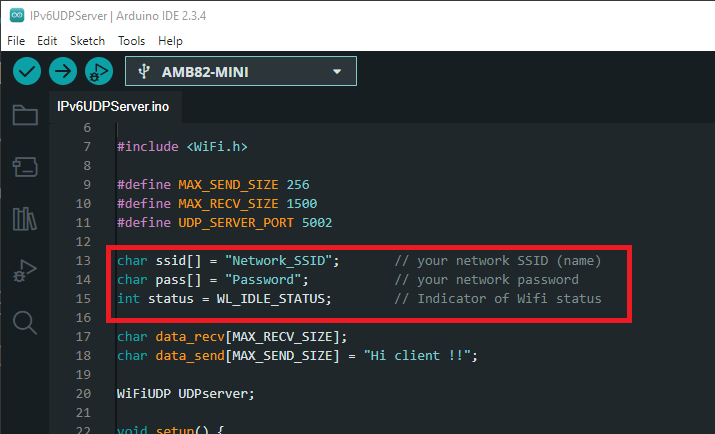 IPv6UDPServer | Arduino IDE 2.3.4
File Edit Sketch Tools Help
AMB82-MINI
IPv6UDPServer.ino
6
7 #include <WiFi.h>
8
9 #define MAX_SEND_SIZE 256
10 #define MAX_RECV_SIZE 1500
11 #define UDP_SERVER_PORT 5002
12
13 char ssid[] = "Network_SSID"; // your network SSID (name)
14 char pass[] = "Password"; // your network password
15 int status = WL_IDLE_STATUS; // Indicator of Wifi status
16
17 char data_recv[MAX_RECV_SIZE];
18 char data_send[MAX_SEND_SIZE] = "Hi client !!";
19
20 WiFiUDP UDPserver;
21
22 void setup() {